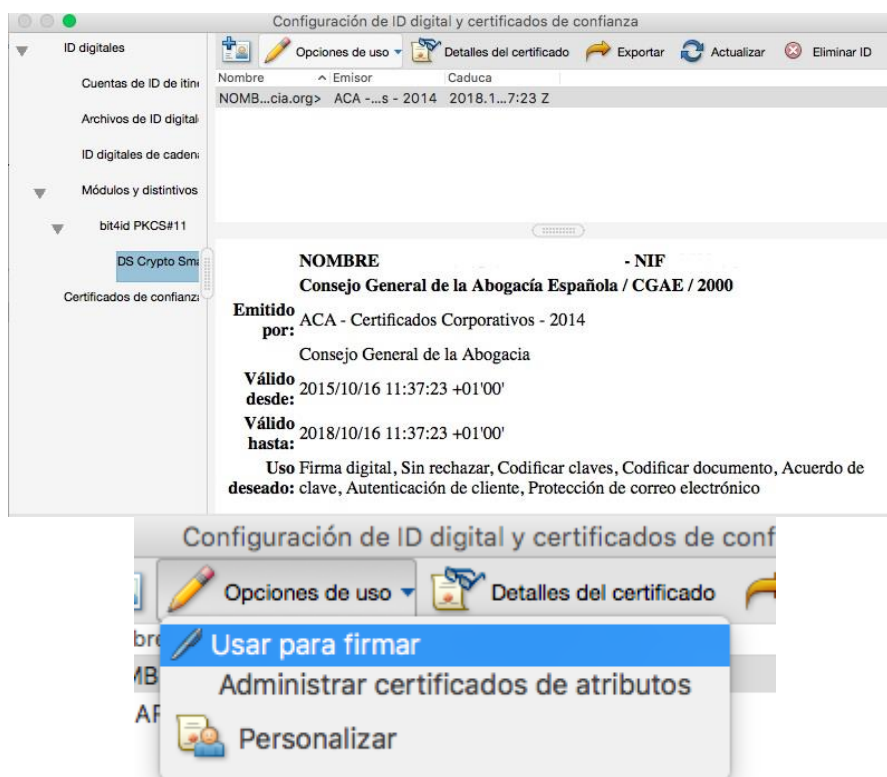 Configuración de ID digital y certificados de confianza
ID digitales
Opciones de uso
Detalles del certificado
Exportar
Actualizar
Eliminar ID
Cuentas de ID de
Archivos de ID digital
ID digitales de
Módulos y distintivos
bit4id PKCS#11
DS Crypto
Certificados de
Nombre Emisor Caduca
NOMB...cia.org> ACA -...s - 2014 2018.1...7:23 Z
NOMBRE - NIF
Consejo General de la Abogacía Española / CGAE / 2000
Emitido por: ACA - Certificados Corporativos - 2014
Consejo General de la Abogacia
Válido desde: 2015/10/16 11:37:23 +01'00'
Válido hasta: 2018/10/16 11:37:23 +01'00'
Uso deseado: Firma digital, Sin rechazar, Codificar claves, Codificar documento, Acuerdo de
clave, Autenticación de cliente, Protección de correo electrónico
Configuración de ID digital y certificados de conf
Opciones de uso
Detalles del certificado
Usar para firmar
Administrar certificados de atributos
Personalizar